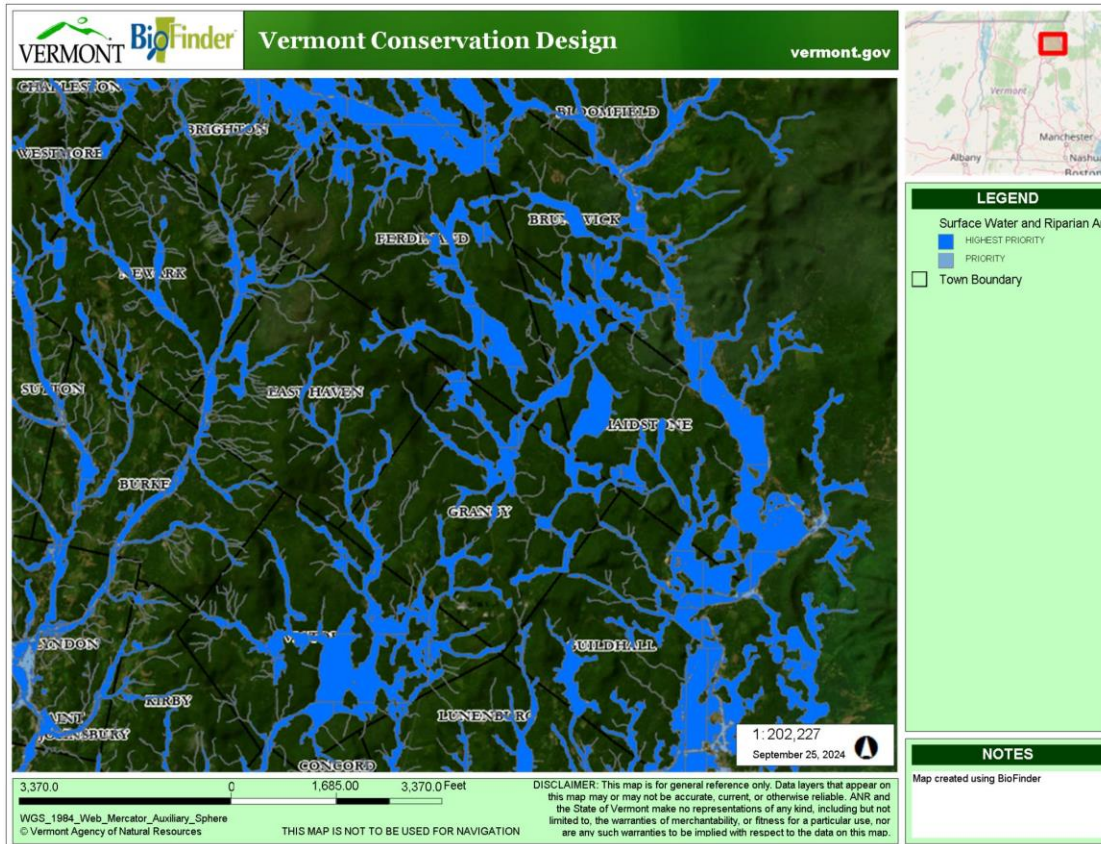 VERMONT
BioFinder
Vermont Conservation Design
vermont.gov
CHARLESTON
BRIGHTON
BLOOMFIELD
WESTMORE
BRUNSWICK
FERDINAND
NEWARK
SUTTON
EAST HAVEN
MAIDSTONE
BURKE
GRANBY
LYNDON
GUILDHALL
KIRBY
LUNENBURG
SAINT
JOHNSBURY
CONCORD
1: 202,227
September 25, 2024
Vermont
Manchester
Albany
Nashu
Boston
LEGEND
Surface Water and Riparian A
HIGHEST PRIORITY
PRIORITY
Town Boundary
NOTES
Map created using BioFinder
3,370.0 0 1,685.00 3,370.0 Feet
WGS_1984_Web_Mercator_Auxiliary_Sphere
© Vermont Agency of Natural Resources
THIS MAP IS NOT TO BE USED FOR NAVIGATION
DISCLAIMER: This map is for general reference only. Data layers that appear on
this map may or may not be accurate, current, or otherwise reliable. ANR and
the State of Vermont make no representations of any kind, including but not
limited to, the warranties of merchantability, or fitness for a particular use, nor
are any such warranties to be implied with respect to the data on this map.